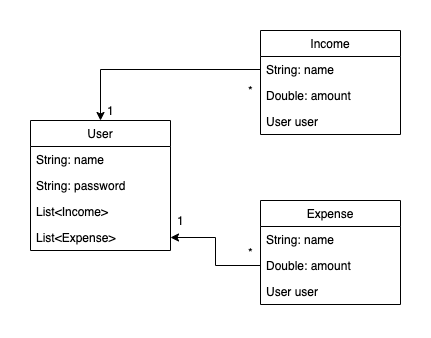 Income
String: name
Double: amount
User user
*
1
User
String: name
String: password
List<Income>
List<Expense>
1
*
Expense
String: name
Double: amount
User user